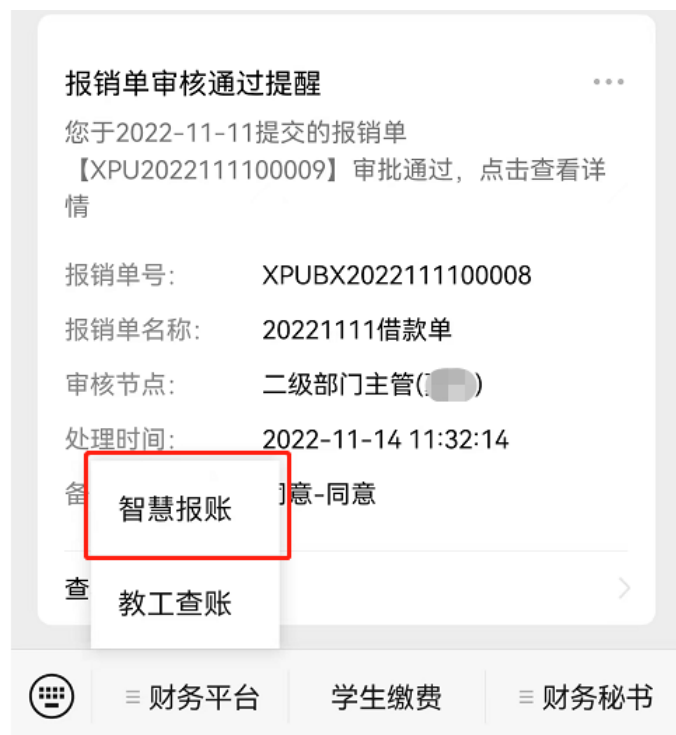 报销单审核通过提醒
您于2022-11-11提交的报销单
【XPU2022111100009】审批通过，点击查看详
情
报销单号：
XPUBX2022111100008
报销单名称：
20221111借款单
审核节点：
二级部门主管( )
处理时间：
2022-11-14 11:32:14
备
意-同意
智慧报账
查
教工查账
财务平台
学生缴费
财务秘书